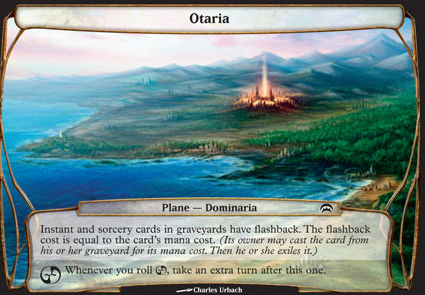 Otaria
Plane — Dominaria
Instant and sorcery cards in graveyards have flashback. The flashback
cost is equal to the card's mana cost. (Its owner may cast the card from
his or her graveyard for its mana cost. Then he or she exiles it.)
Whenever you roll , take an extra turn after this one.
Charles Urbach